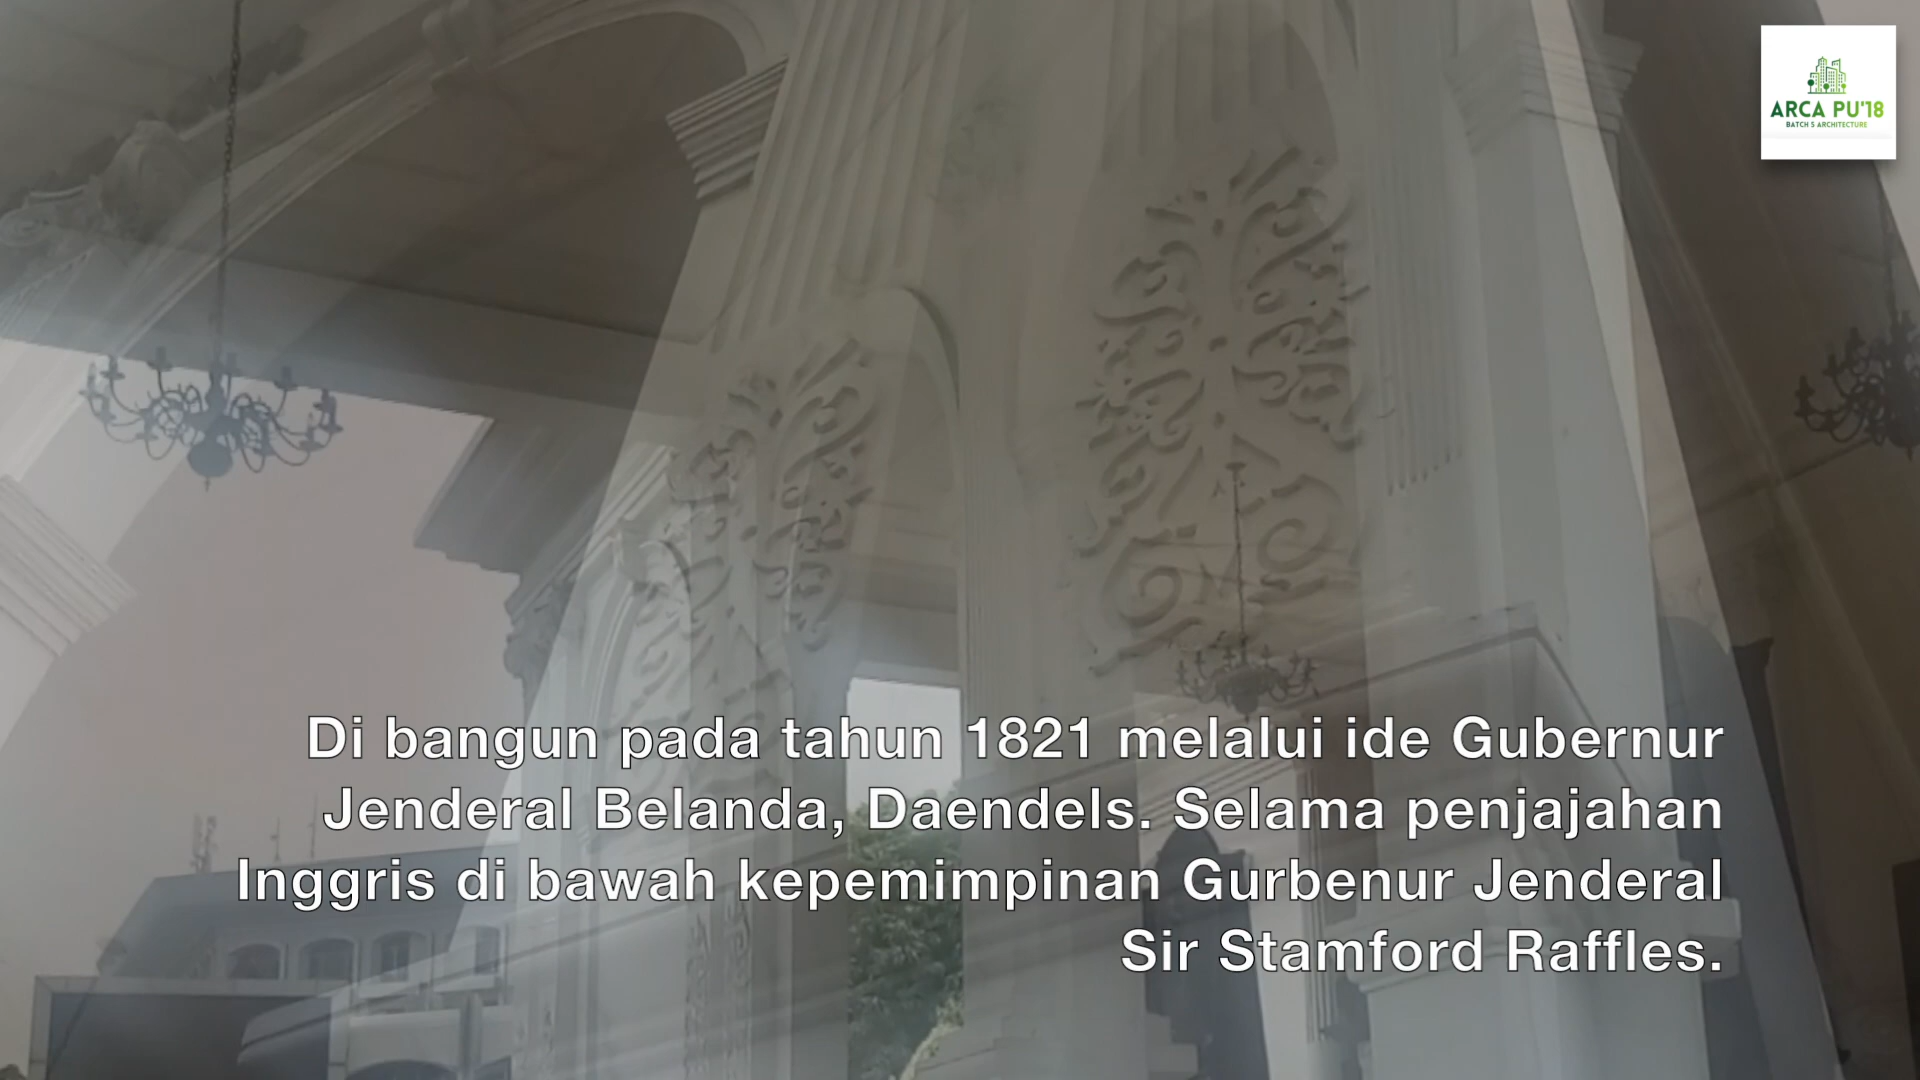 ARCA PU'18
BATCH 5 ARCHITECTURE
Di bangun pada tahun 1821 melalui ide Gubernur
Jenderal Belanda, Daendels. Selama penjajahan
Inggris di bawah kepemimpinan Gurbenur Jenderal
Sir Stamford Raffles.